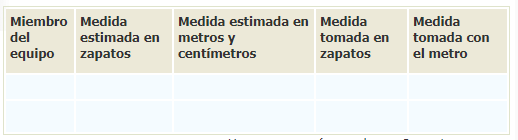 Miembro del equipo
Medida estimada en zapatos
Medida estimada en metros y centímetros
Medida tomada en zapatos
Medida tomada con el metro